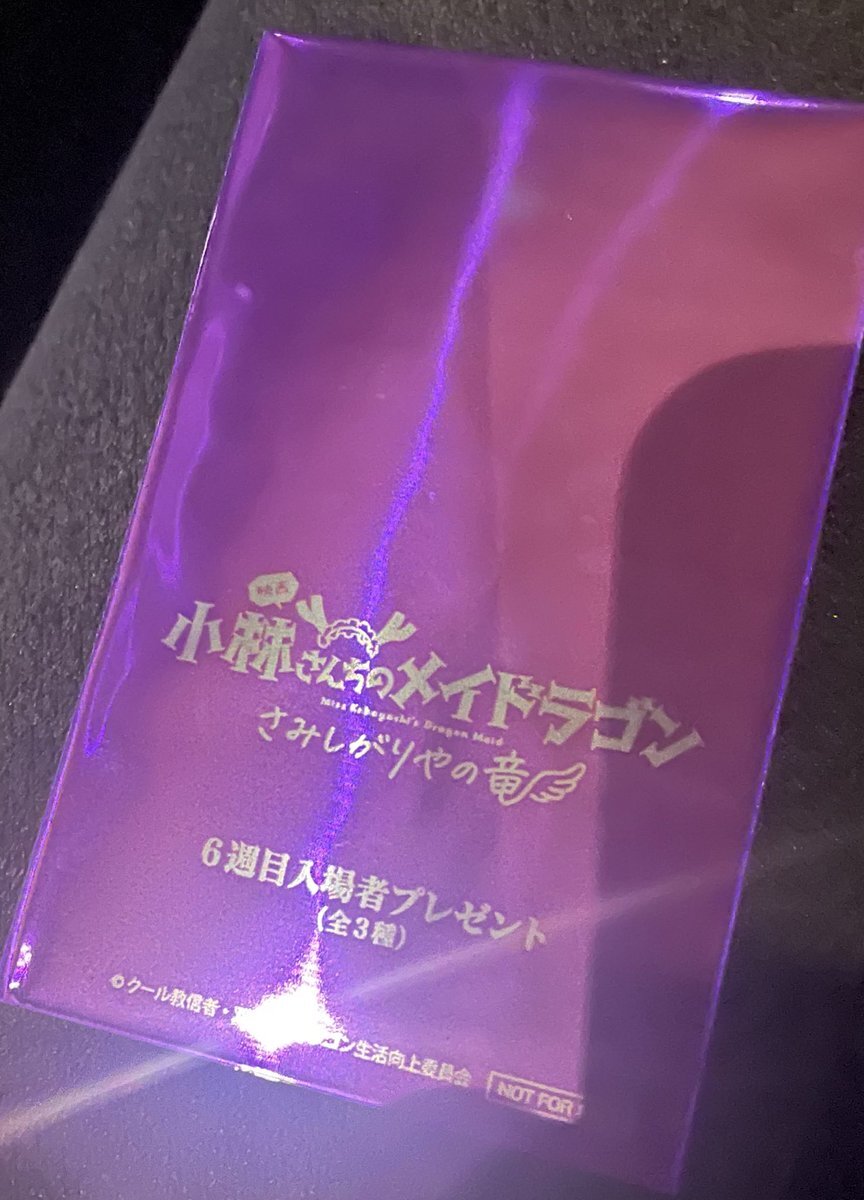 映画
小林さんちのメイドラゴン
Miss Kobayashi's Dragon Maid
さみしがりやの竜
6週目入場者プレゼント
(全3種)
©クール教信者・ ゴン生活向上委員会
NOT FOR